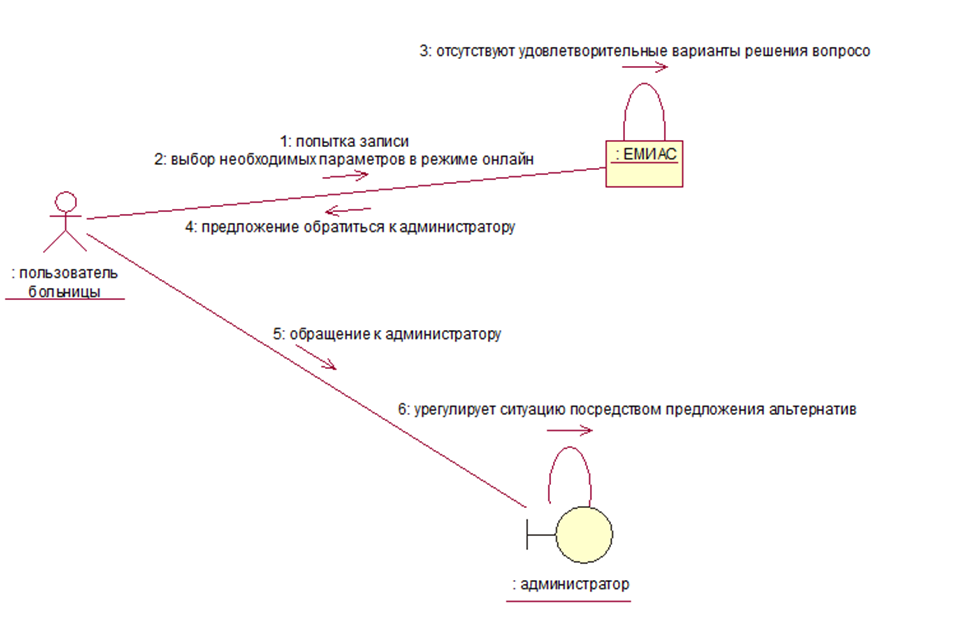 3: отсутствуют удовлетворительные варианты решения вопросо
1: попытка записи
2: выбор необходимых параметров в режиме онлайн
: ЕМИАС
4: предложение обратиться к администратору
: пользователь
больницы
5: обращение к администратору
6: урегулирует ситуацию посредством предложения альтернатив
: администратор